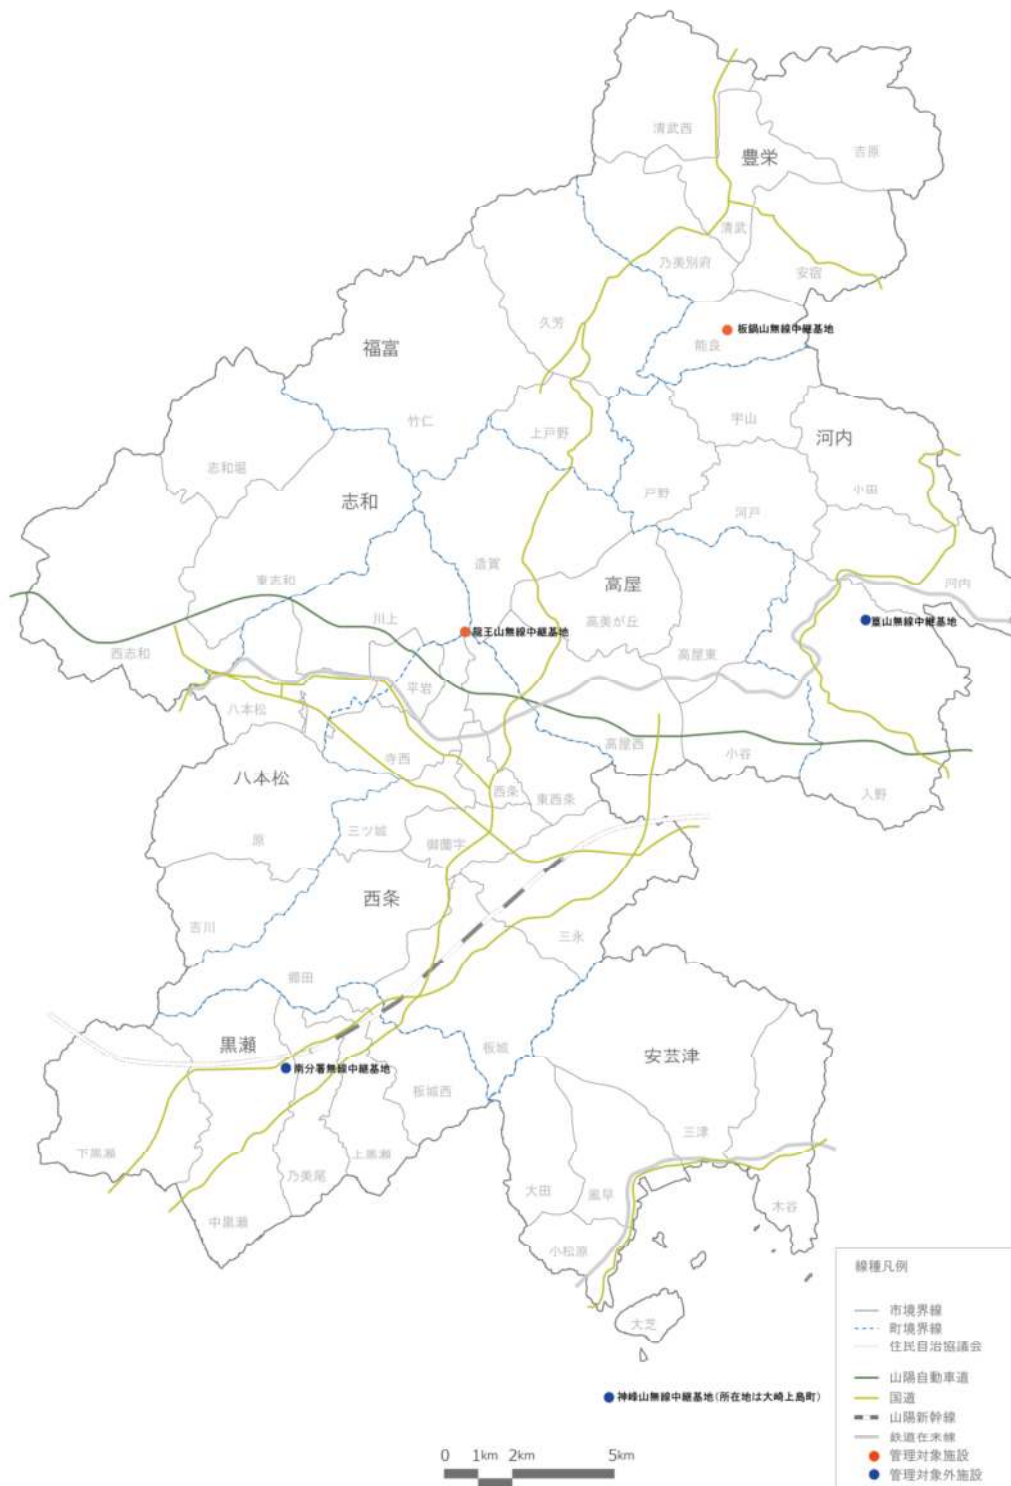 清武西
豊栄
吉原
清武
乃美別府
安宿
久芳
板鍋山無線中継基地
能良
福富
竹仁
上戸野
宇山
河内
志和堀
志和
戸野
小田
河戸
造賀
東志和
高屋
河内
川上
高美が丘
龍王山無線中継基地
篁山無線中継基地
西志和
高屋東
平岩
八本松
高屋西
小谷
寺西
八本松
西条
東西条
入野
原
三ツ城
御薗宇
西条
吉川
三永
郷田
黒瀬
板城
安芸津
南分署無線中継基地
板城西
三津
下黒瀬
上黒瀬
乃美尾
大田
風早
木谷
中黒瀬
小松原
大芝
線種凡例
市境界線
町境界線
住民自治協議会
山陽自動車道
国道
山陽新幹線
鉄道在来線
管理対象施設
管理対象外施設
神峰山無線中継基地(所在地は大崎上島町)
0 1km 2km 5km